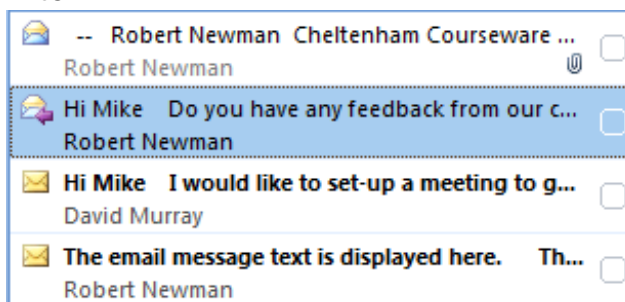 -- Robert Newman Cheltenham Courseware ...
Robert Newman
Hi Mike Do you have any feedback from our c...
Robert Newman
Hi Mike I would like to set-up a meeting to g...
David Murray
The email message text is displayed here. Th...
Robert Newman